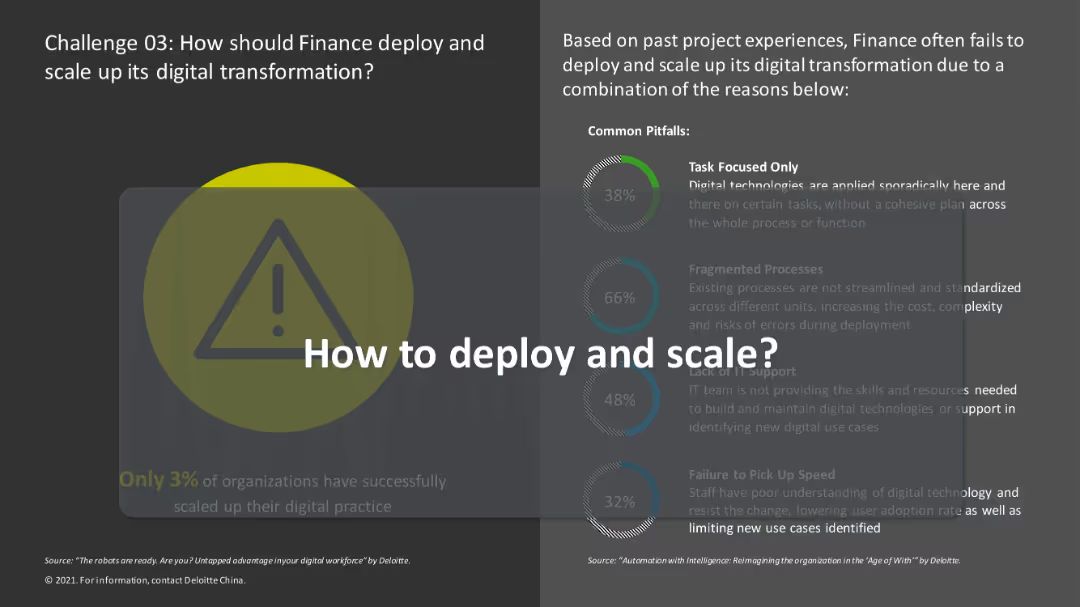 Challenge 03: How should Finance deploy and
scale up its digital transformation?
Only 3% of organizations have successfully
scaled up their digital practice
Source: "The robots are ready. Are you? Untapped advantage in your digital workforce" by Deloitte.
© 2021. For information, contact Deloitte China.
How to deploy and scale?
Based on past project experiences, Finance often fails to
deploy and scale up its digital transformation due to a
combination of the reasons below:
Common Pitfalls:
38%
Task Focused Only
Digital technologies are applied sporadically here and
there on certain tasks, without a cohesive plan across
the whole process or function
66%
Fragmented Processes
Existing processes are not streamlined and standardized
across different units, increasing the cost, complexity
and risks of errors during deployment
48%
Lack of IT Support
IT team is not providing the skills and resources needed
to build and maintain digital technologies or support in
identifying new digital use cases
32%
Failure to Pick Up Speed
Staff have poor understanding of digital technology and
resist the change, lowering user adoption rate as well as
limiting new use cases identified
Source: "Automation with Intelligence: Reimagining the organization in the 'Age of With'" by Deloitte.